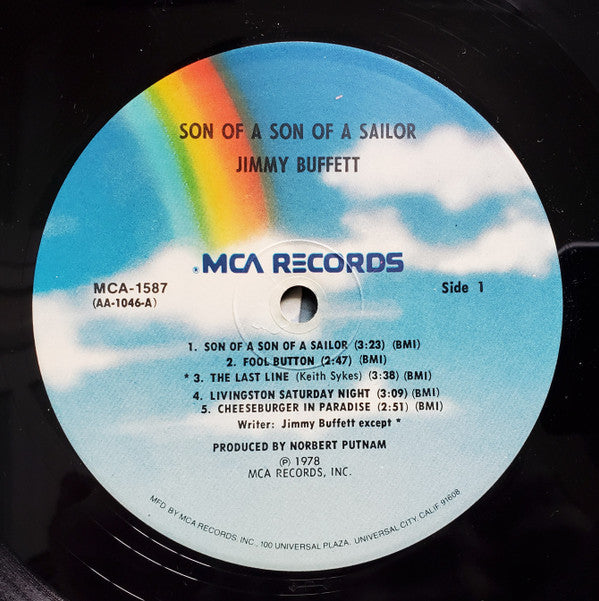 SON OF A SON OF A SAILOR
JIMMY BUFFETT
®MCA RECORDS
MCA-1587
(AA-1046-A)
Side 1
1. SON OF A SON OF A SAILOR (3:23) (BMI)
2. FOOL BUTTON (2:47) (BMI)
* 3. THE LAST LINE (Keith Sykes) (3:38) (BMI)
4. LIVINGSTON SATURDAY NIGHT (3:09) (BMI)
5. CHEESEBURGER IN PARADISE (2:51) (BMI)
Writer: Jimmy Buffett except *
PRODUCED BY NORBERT PUTNAM
℗ 1978
MCA RECORDS, INC.
MFD. BY MCA RECORDS, INC., 100 UNIVERSAL PLAZA, UNIVERSAL CITY, CALIF. 91608